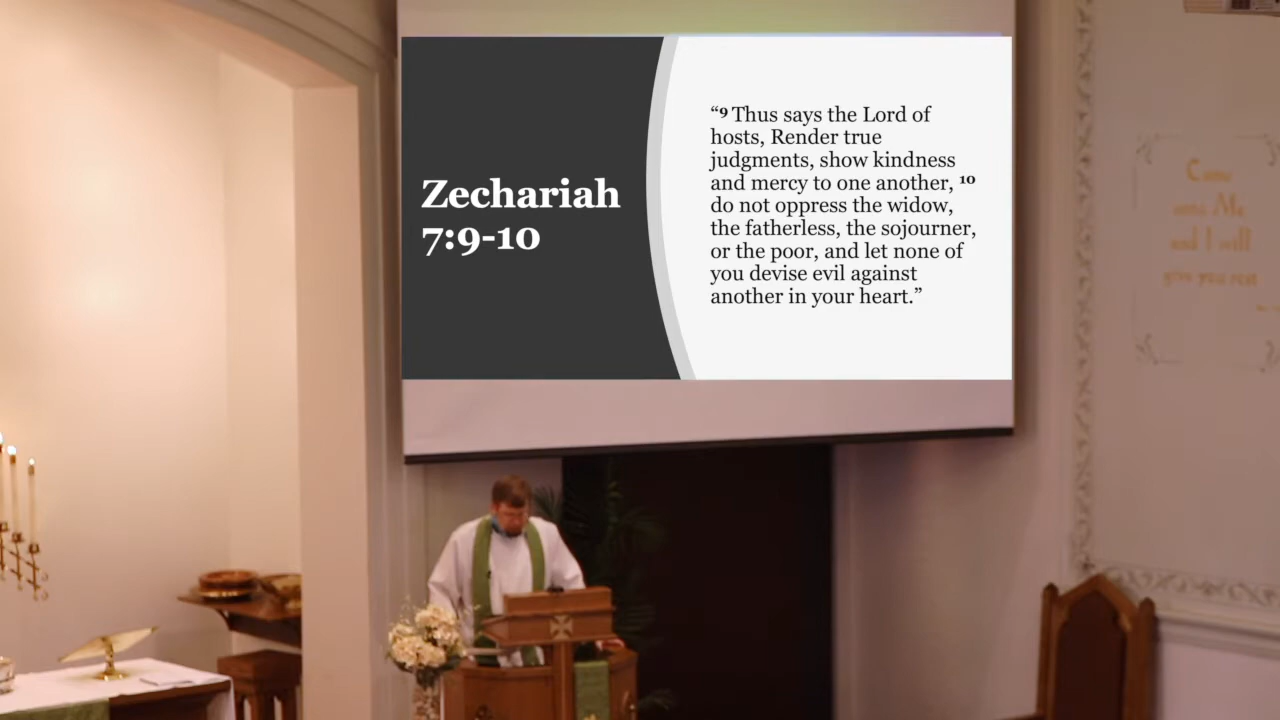 Zechariah
7:9-10
“9 Thus says the Lord of
hosts, Render true
judgments, show kindness
and mercy to one another, 10
do not oppress the widow,
the fatherless, the sojourner,
or the poor, and let none of
you devise evil against
another in your heart.”
Come
unto Me
and I will
give you rest